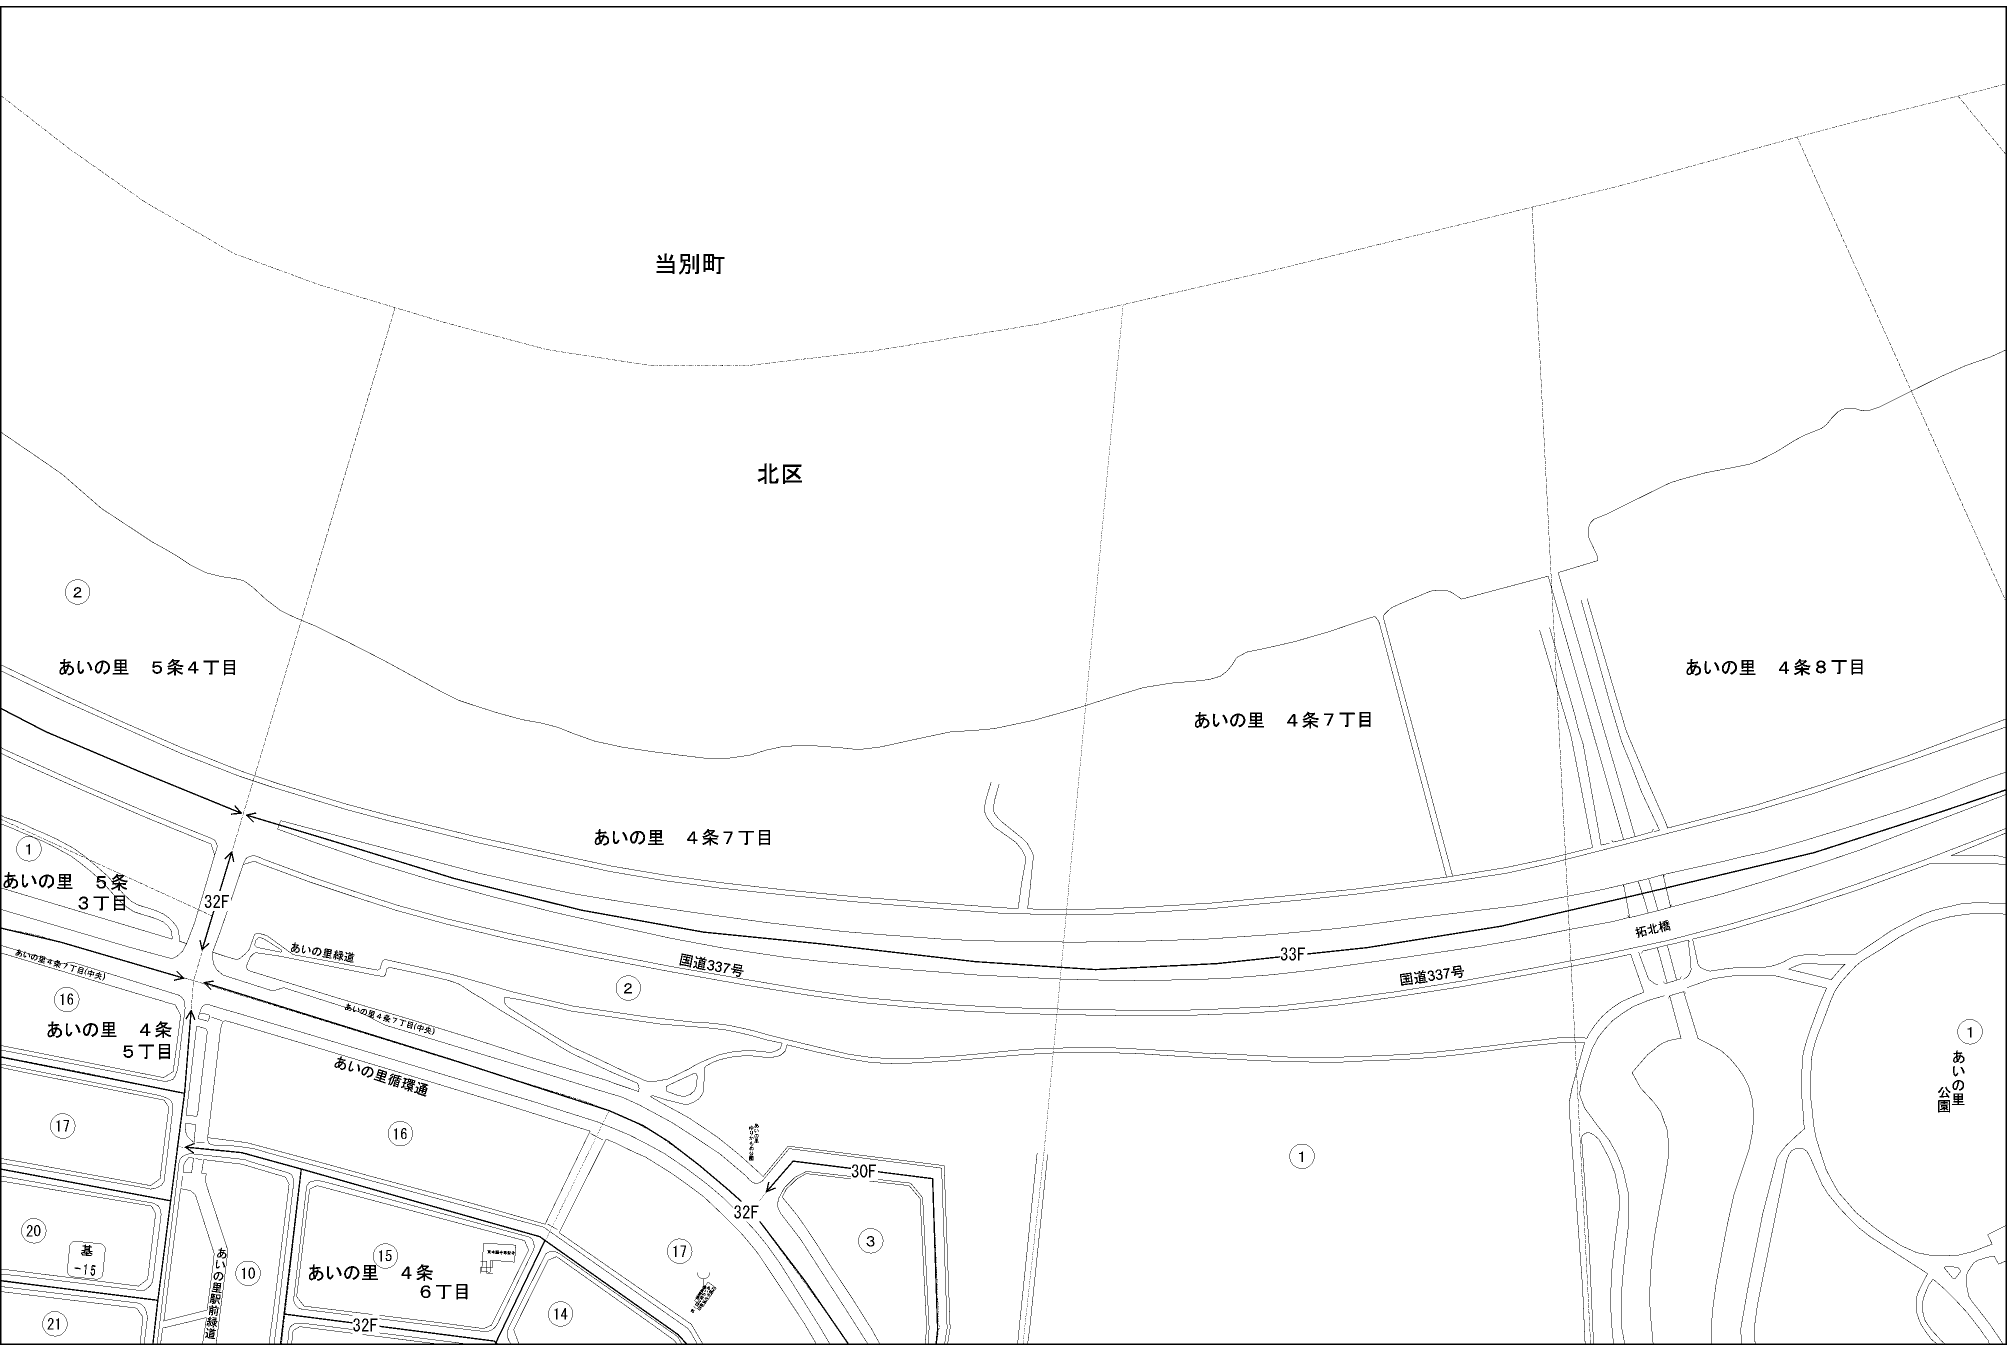 当別町
北区
②
あいの里　５条４丁目
あいの里　４条８丁目
あいの里　４条７丁目
あいの里　４条７丁目
①
あいの里　５条
３丁目
32F
拓北橋
あいの里緑道
33F
国道337号
国道337号
あいの里４条７丁目(中央)
②
⑯
あいの里４条７丁目(中央)
あいの里　４条
５丁目
①
あいの里
公園
あいの里循環通
⑰
⑯
①
30F
32F
⑳
基
-15
③
⑰
⑮
あいの里　４条
６丁目
⑩
あいの里駅前緑道
⑭
㉑
32F